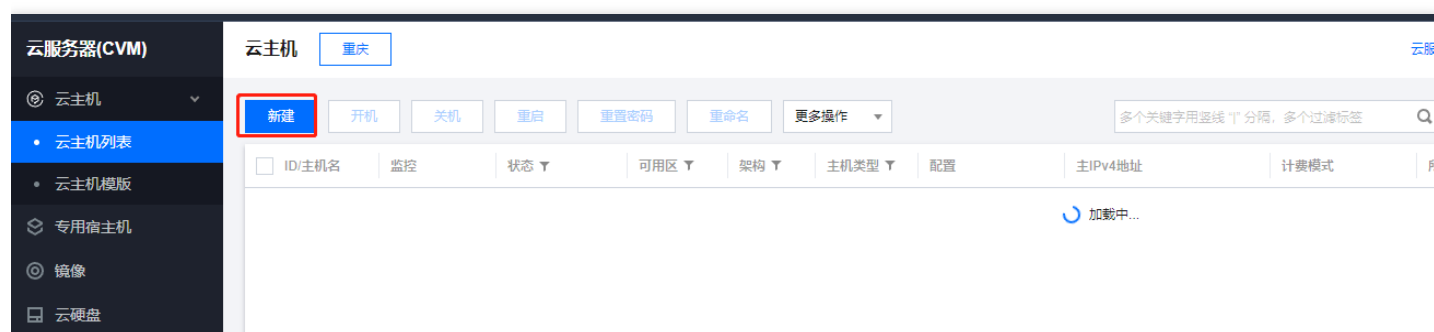 云服务器(CVM)
云主机
云主机列表
云主机模版
专用宿主机
镜像
云硬盘
云主机 重庆 云服
新建 开机 关机 重启 重置密码 重命名 更多操作 多个关键字用竖线 "|" 分隔，多个过滤标签
ID/主机名 监控 状态 可用区 架构 主机类型 配置 主IPv4地址 计费模式
加载中...